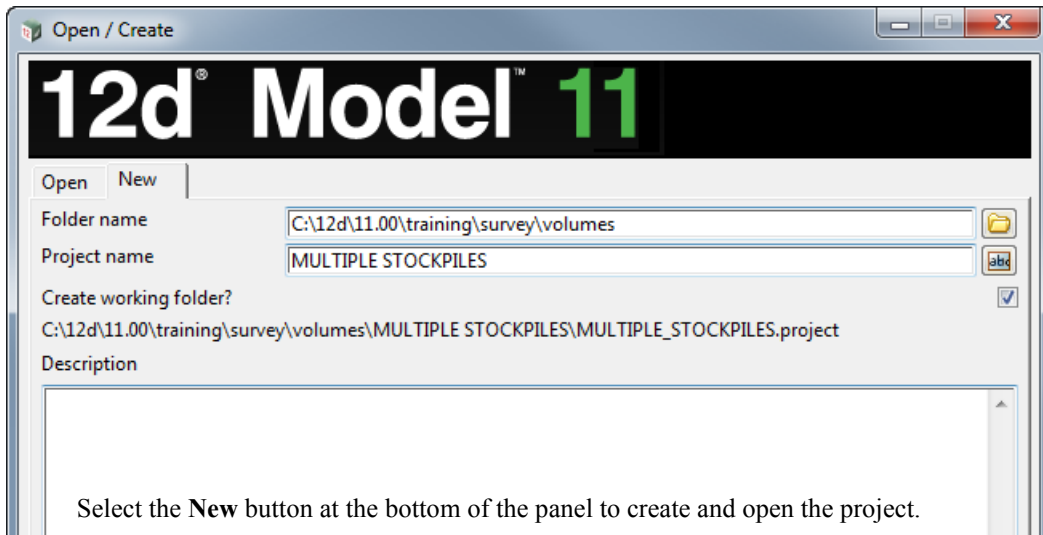 Open / Create
12d® Model™ 11
Open New
Folder name C:\12d\11.00\training\survey\volumes
Project name MULTIPLE STOCKPILES abc
Create working folder?
C:\12d\11.00\training\survey\volumes\MULTIPLE STOCKPILES\MULTIPLE_STOCKPILES.project
Description
Select the New button at the bottom of the panel to create and open the project.